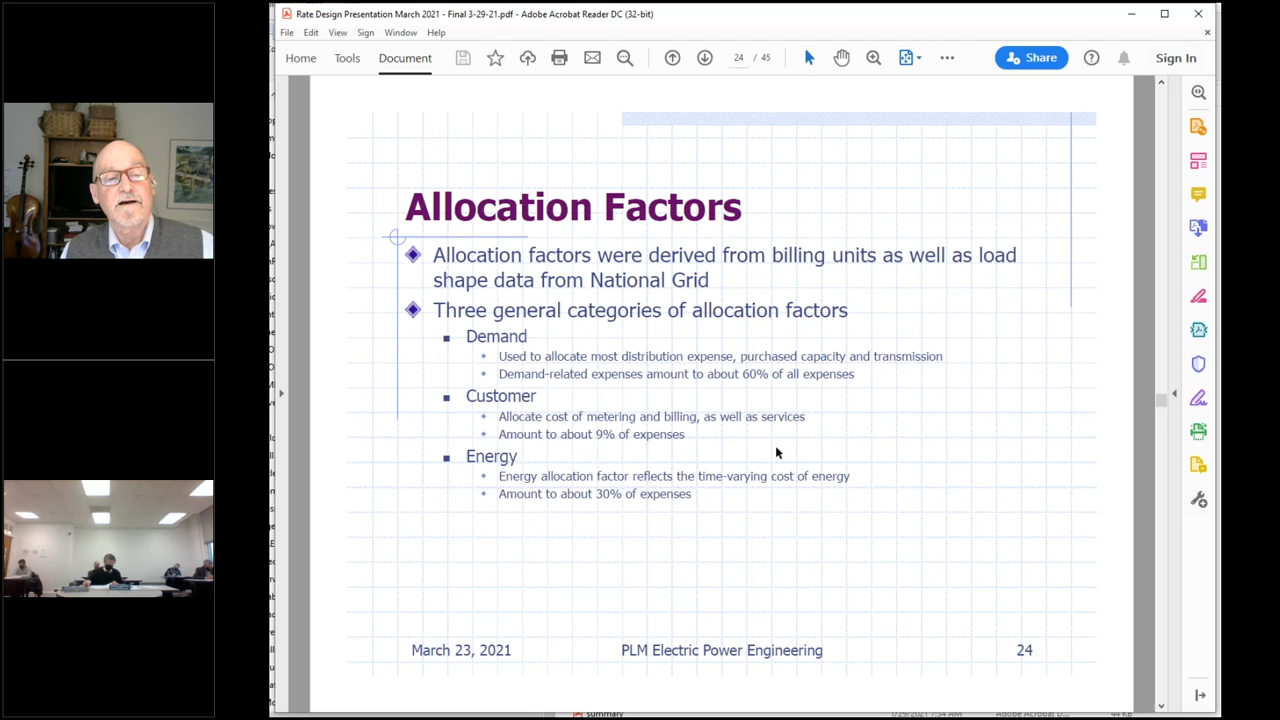 Rate Design Presentation March 2021 - Final 3-29-21.pdf - Adobe Acrobat Reader DC (32-bit)
File Edit View Sign Window Help
Home Tools Document 24 / 45 Share Sign In
Allocation Factors
Allocation factors were derived from billing units as well as load
shape data from National Grid
Three general categories of allocation factors
Demand
Used to allocate most distribution expense, purchased capacity and transmission
Demand-related expenses amount to about 60% of all expenses
Customer
Allocate cost of metering and billing, as well as services
Amount to about 9% of expenses
Energy
Energy allocation factor reflects the time-varying cost of energy
Amount to about 30% of expenses
March 23, 2021 PLM Electric Power Engineering 24
summary